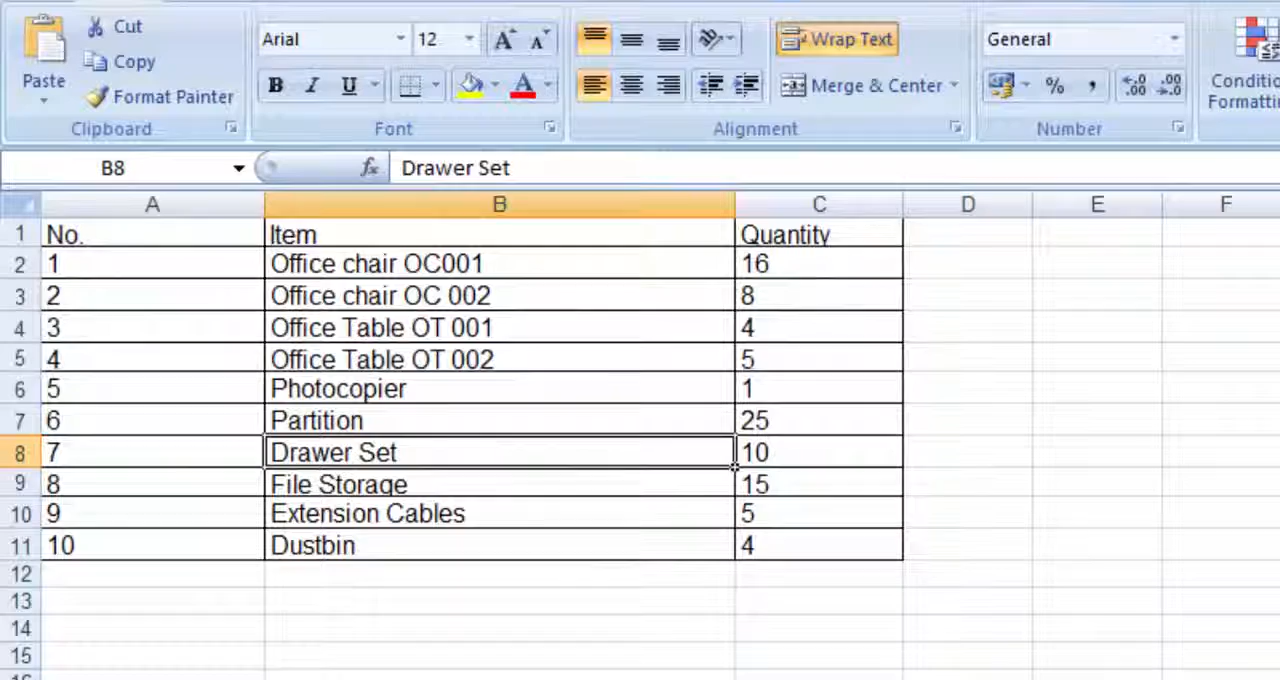 Cut
Copy
Format Painter
Paste
Clipboard
Arial 12
B I U
Font
Wrap Text
Merge & Center
Alignment
General
% , .00 .00
Number
Conditio
Formatti
B8 fx Drawer Set
A B C D E F
1 No. Item Quantity
2 1 Office chair OC001 16
3 2 Office chair OC 002 8
4 3 Office Table OT 001 4
5 4 Office Table OT 002 5
6 5 Photocopier 1
7 6 Partition 25
8 7 Drawer Set 10
9 8 File Storage 15
10 9 Extension Cables 5
11 10 Dustbin 4
12
13
14
15